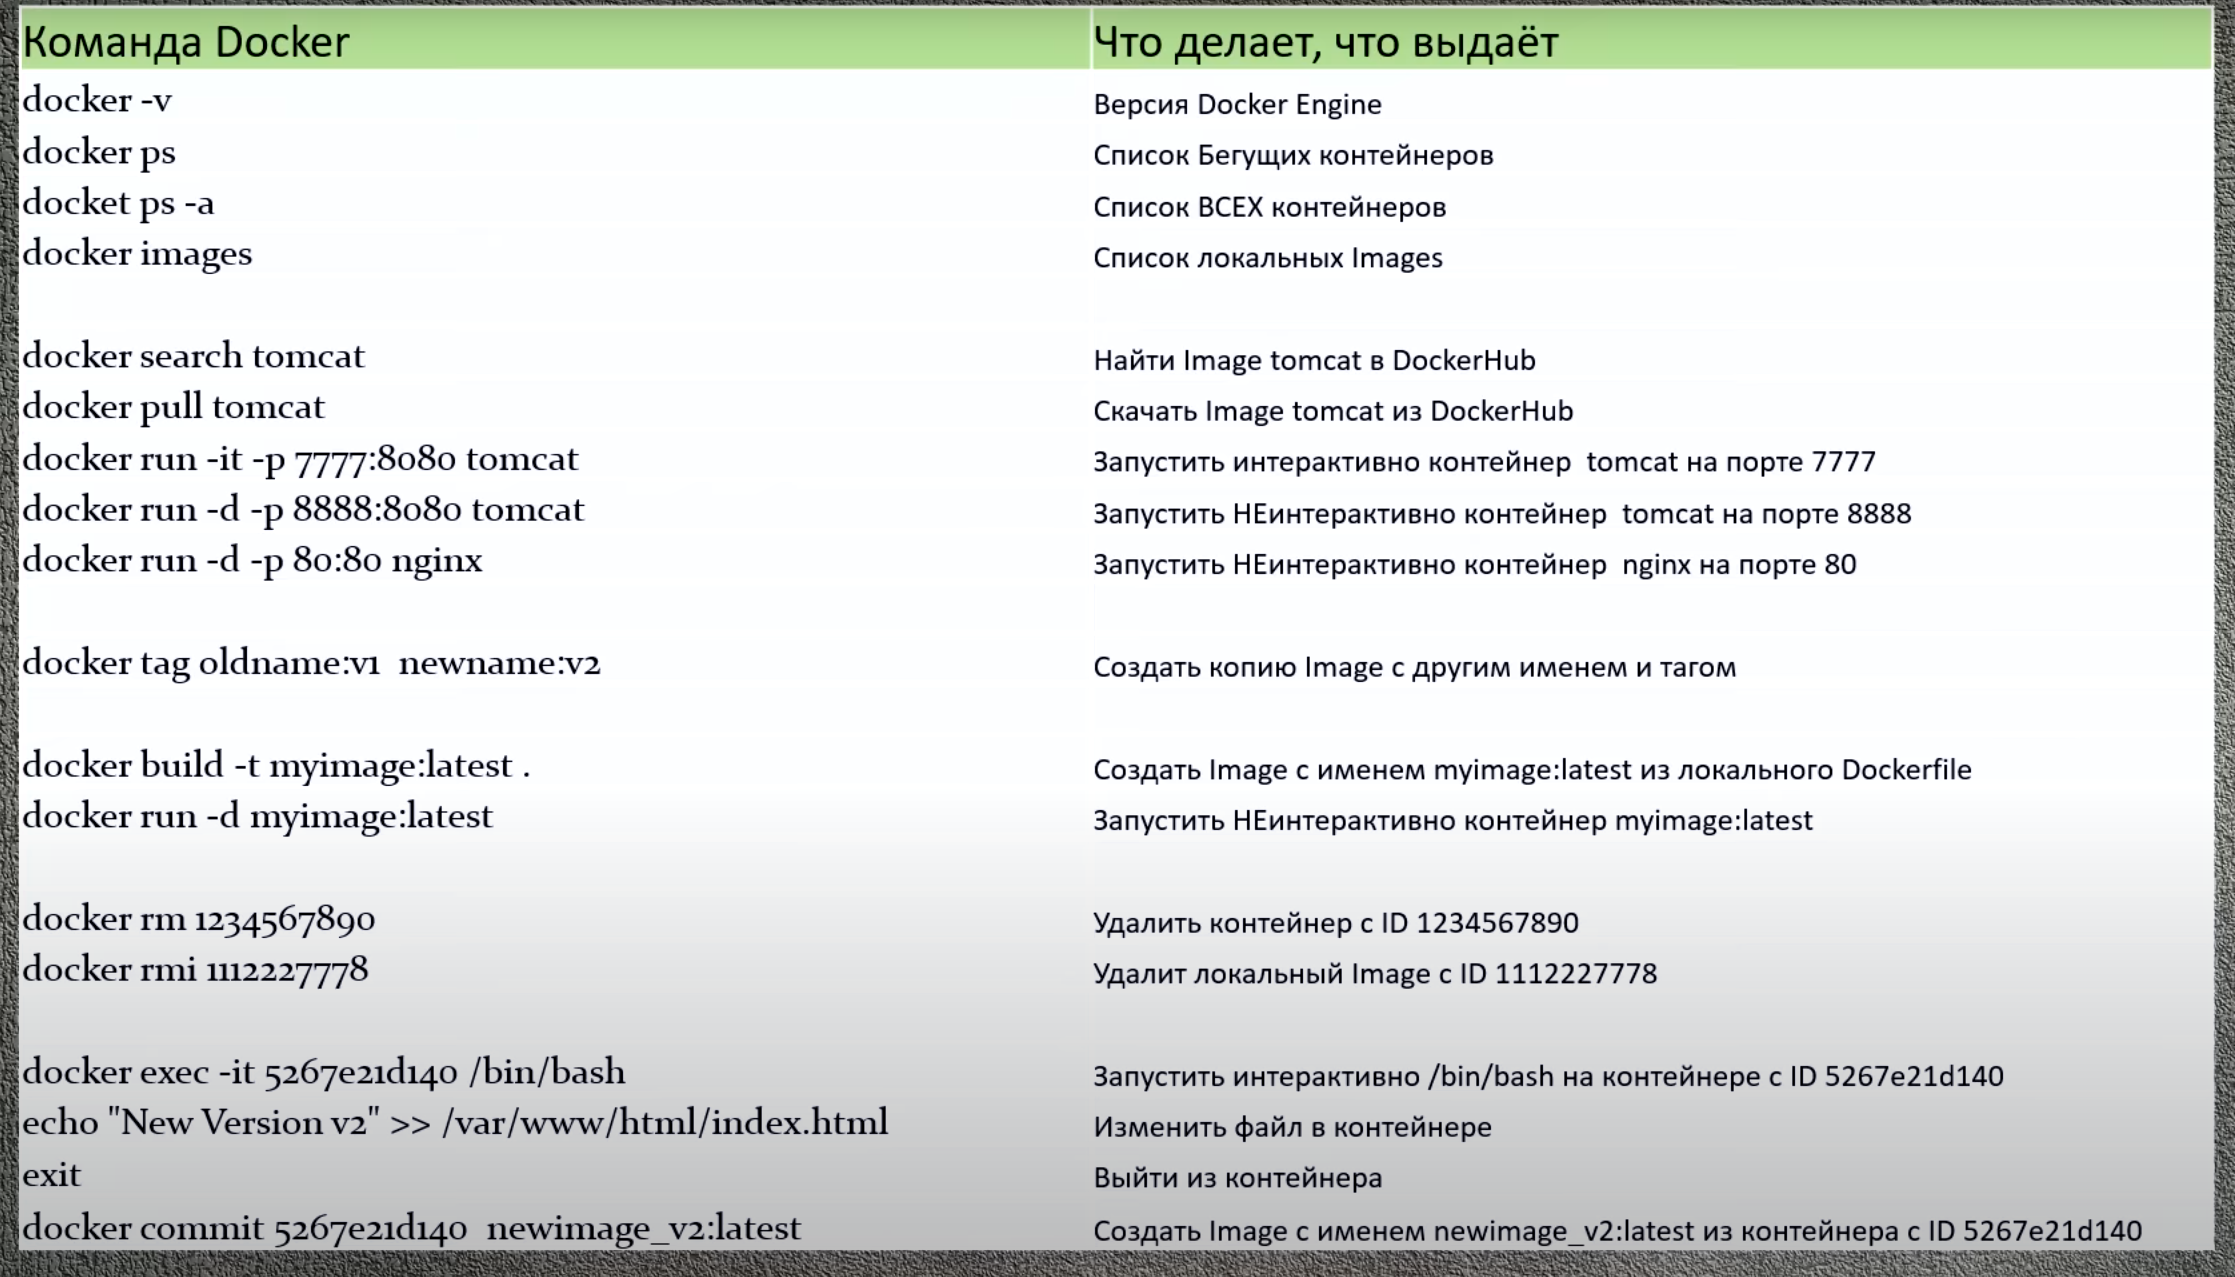 Команда Docker Что делает, что выдаёт
docker -v Версия Docker Engine
docker ps Список Бегущих контейнеров
docket ps -a Список ВСЕХ контейнеров
docker images Список локальных Images
docker search tomcat Найти Image tomcat в DockerHub
docker pull tomcat Скачать Image tomcat из DockerHub
docker run -it -p 7777:8080 tomcat Запустить интерактивно контейнер tomcat на порте 7777
docker run -d -p 8888:8080 tomcat Запустить НЕинтерактивно контейнер tomcat на порте 8888
docker run -d -p 80:80 nginx Запустить НЕинтерактивно контейнер nginx на порте 80
docker tag oldname:v1 newname:v2 Создать копию Image с другим именем и тагом
docker build -t myimage:latest . Создать Image с именем myimage:latest из локального Dockerfile
docker run -d myimage:latest Запустить НЕинтерактивно контейнер myimage:latest
docker rm 1234567890 Удалить контейнер с ID 1234567890
docker rmi 1112227778 Удалит локальный Image с ID 1112227778
docker exec -it 5267e21d140 /bin/bash Запустить интерактивно /bin/bash на контейнере с ID 5267e21d140
echo "New Version v2" >> /var/www/html/index.html Изменить файл в контейнере
exit Выйти из контейнера
docker commit 5267e21d140 newimage_v2:latest Создать Image с именем newimage_v2:latest из контейнера с ID 5267e21d140